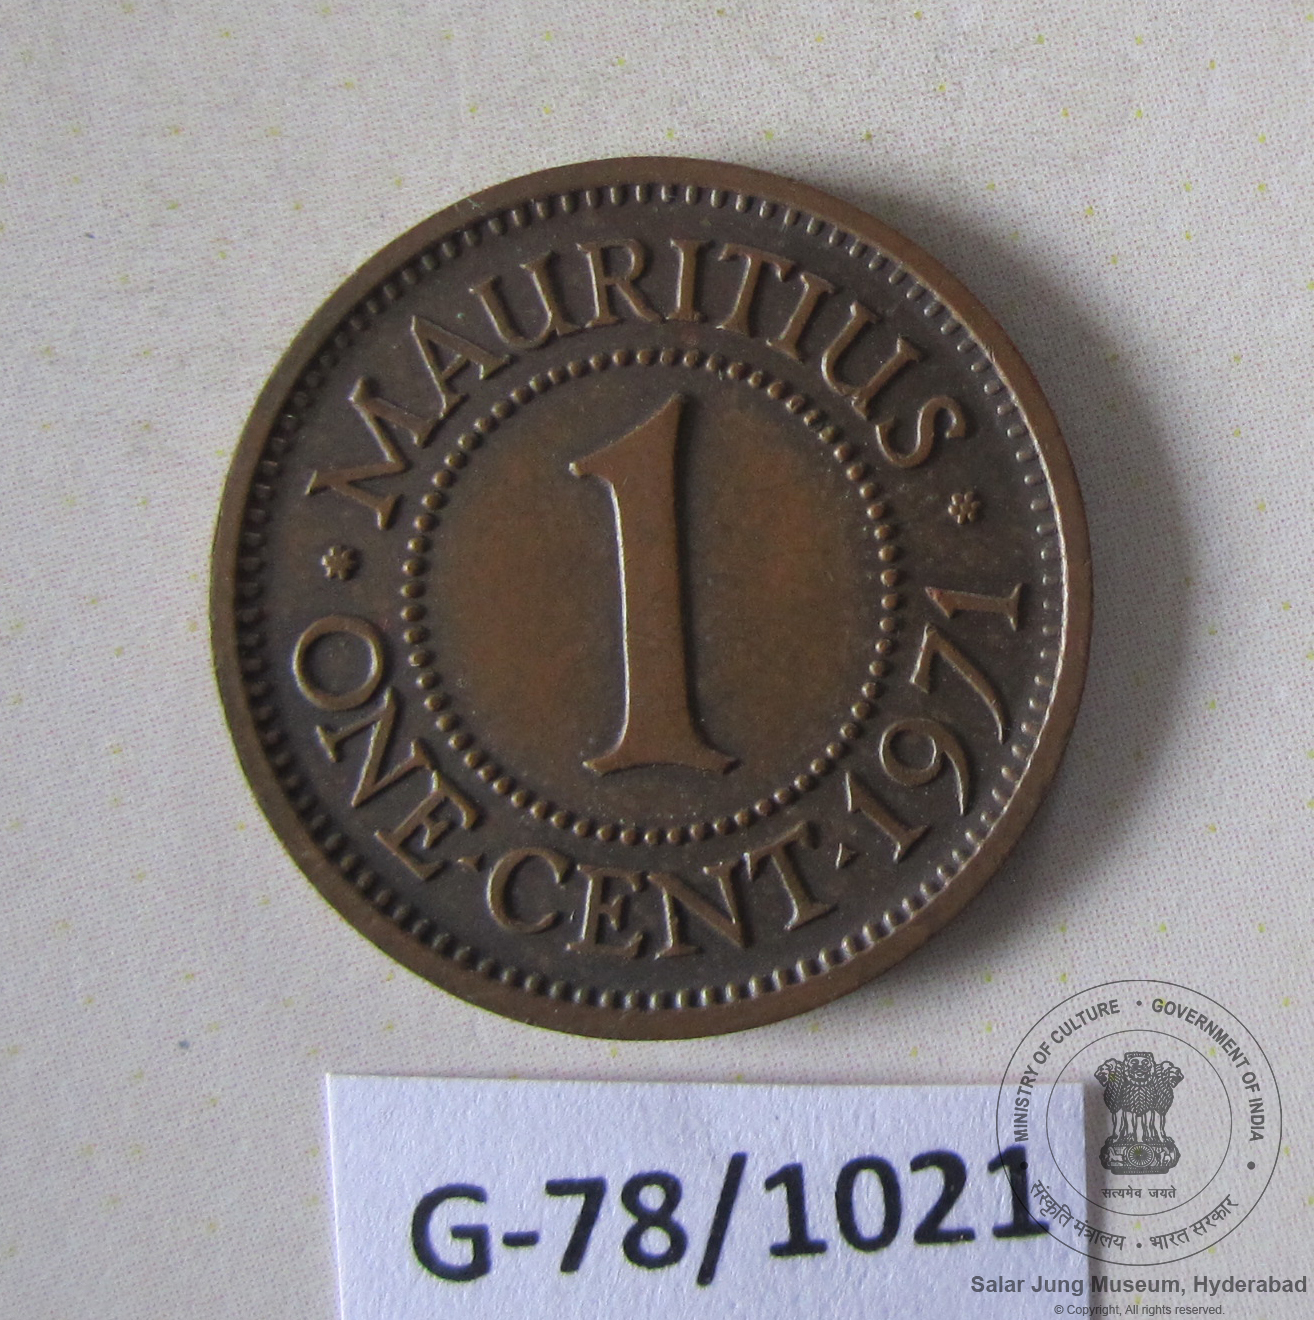 MAURITIUS
1
ONE · CENT · 1971
G-78/1021
MINISTRY OF CULTURE • GOVERNMENT OF INDIA
सत्यमेव जयते
संस्कृति मंत्रालय • भारत सरकार
Salar Jung Museum, Hyderabad
© Copyright, All rights reserved.